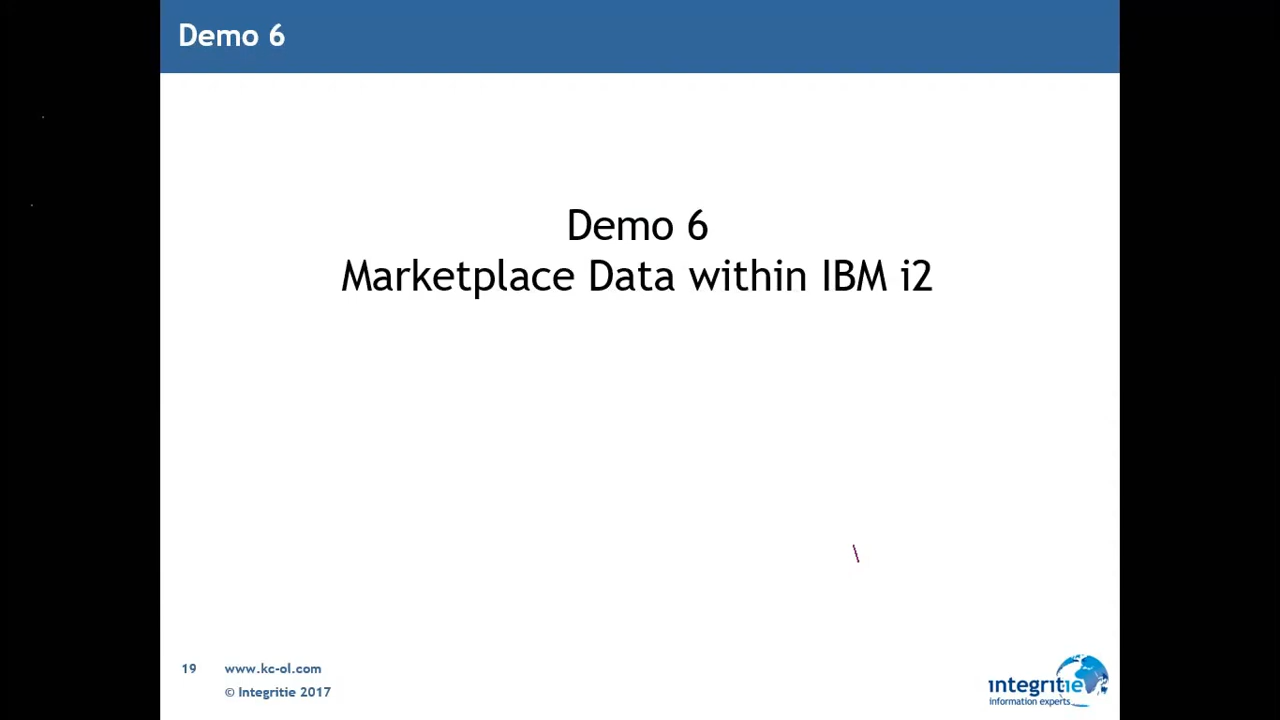 Demo 6
Demo 6
Marketplace Data within IBM i2
19 www.kc-ol.com
© Integritie 2017
integritie
information experts